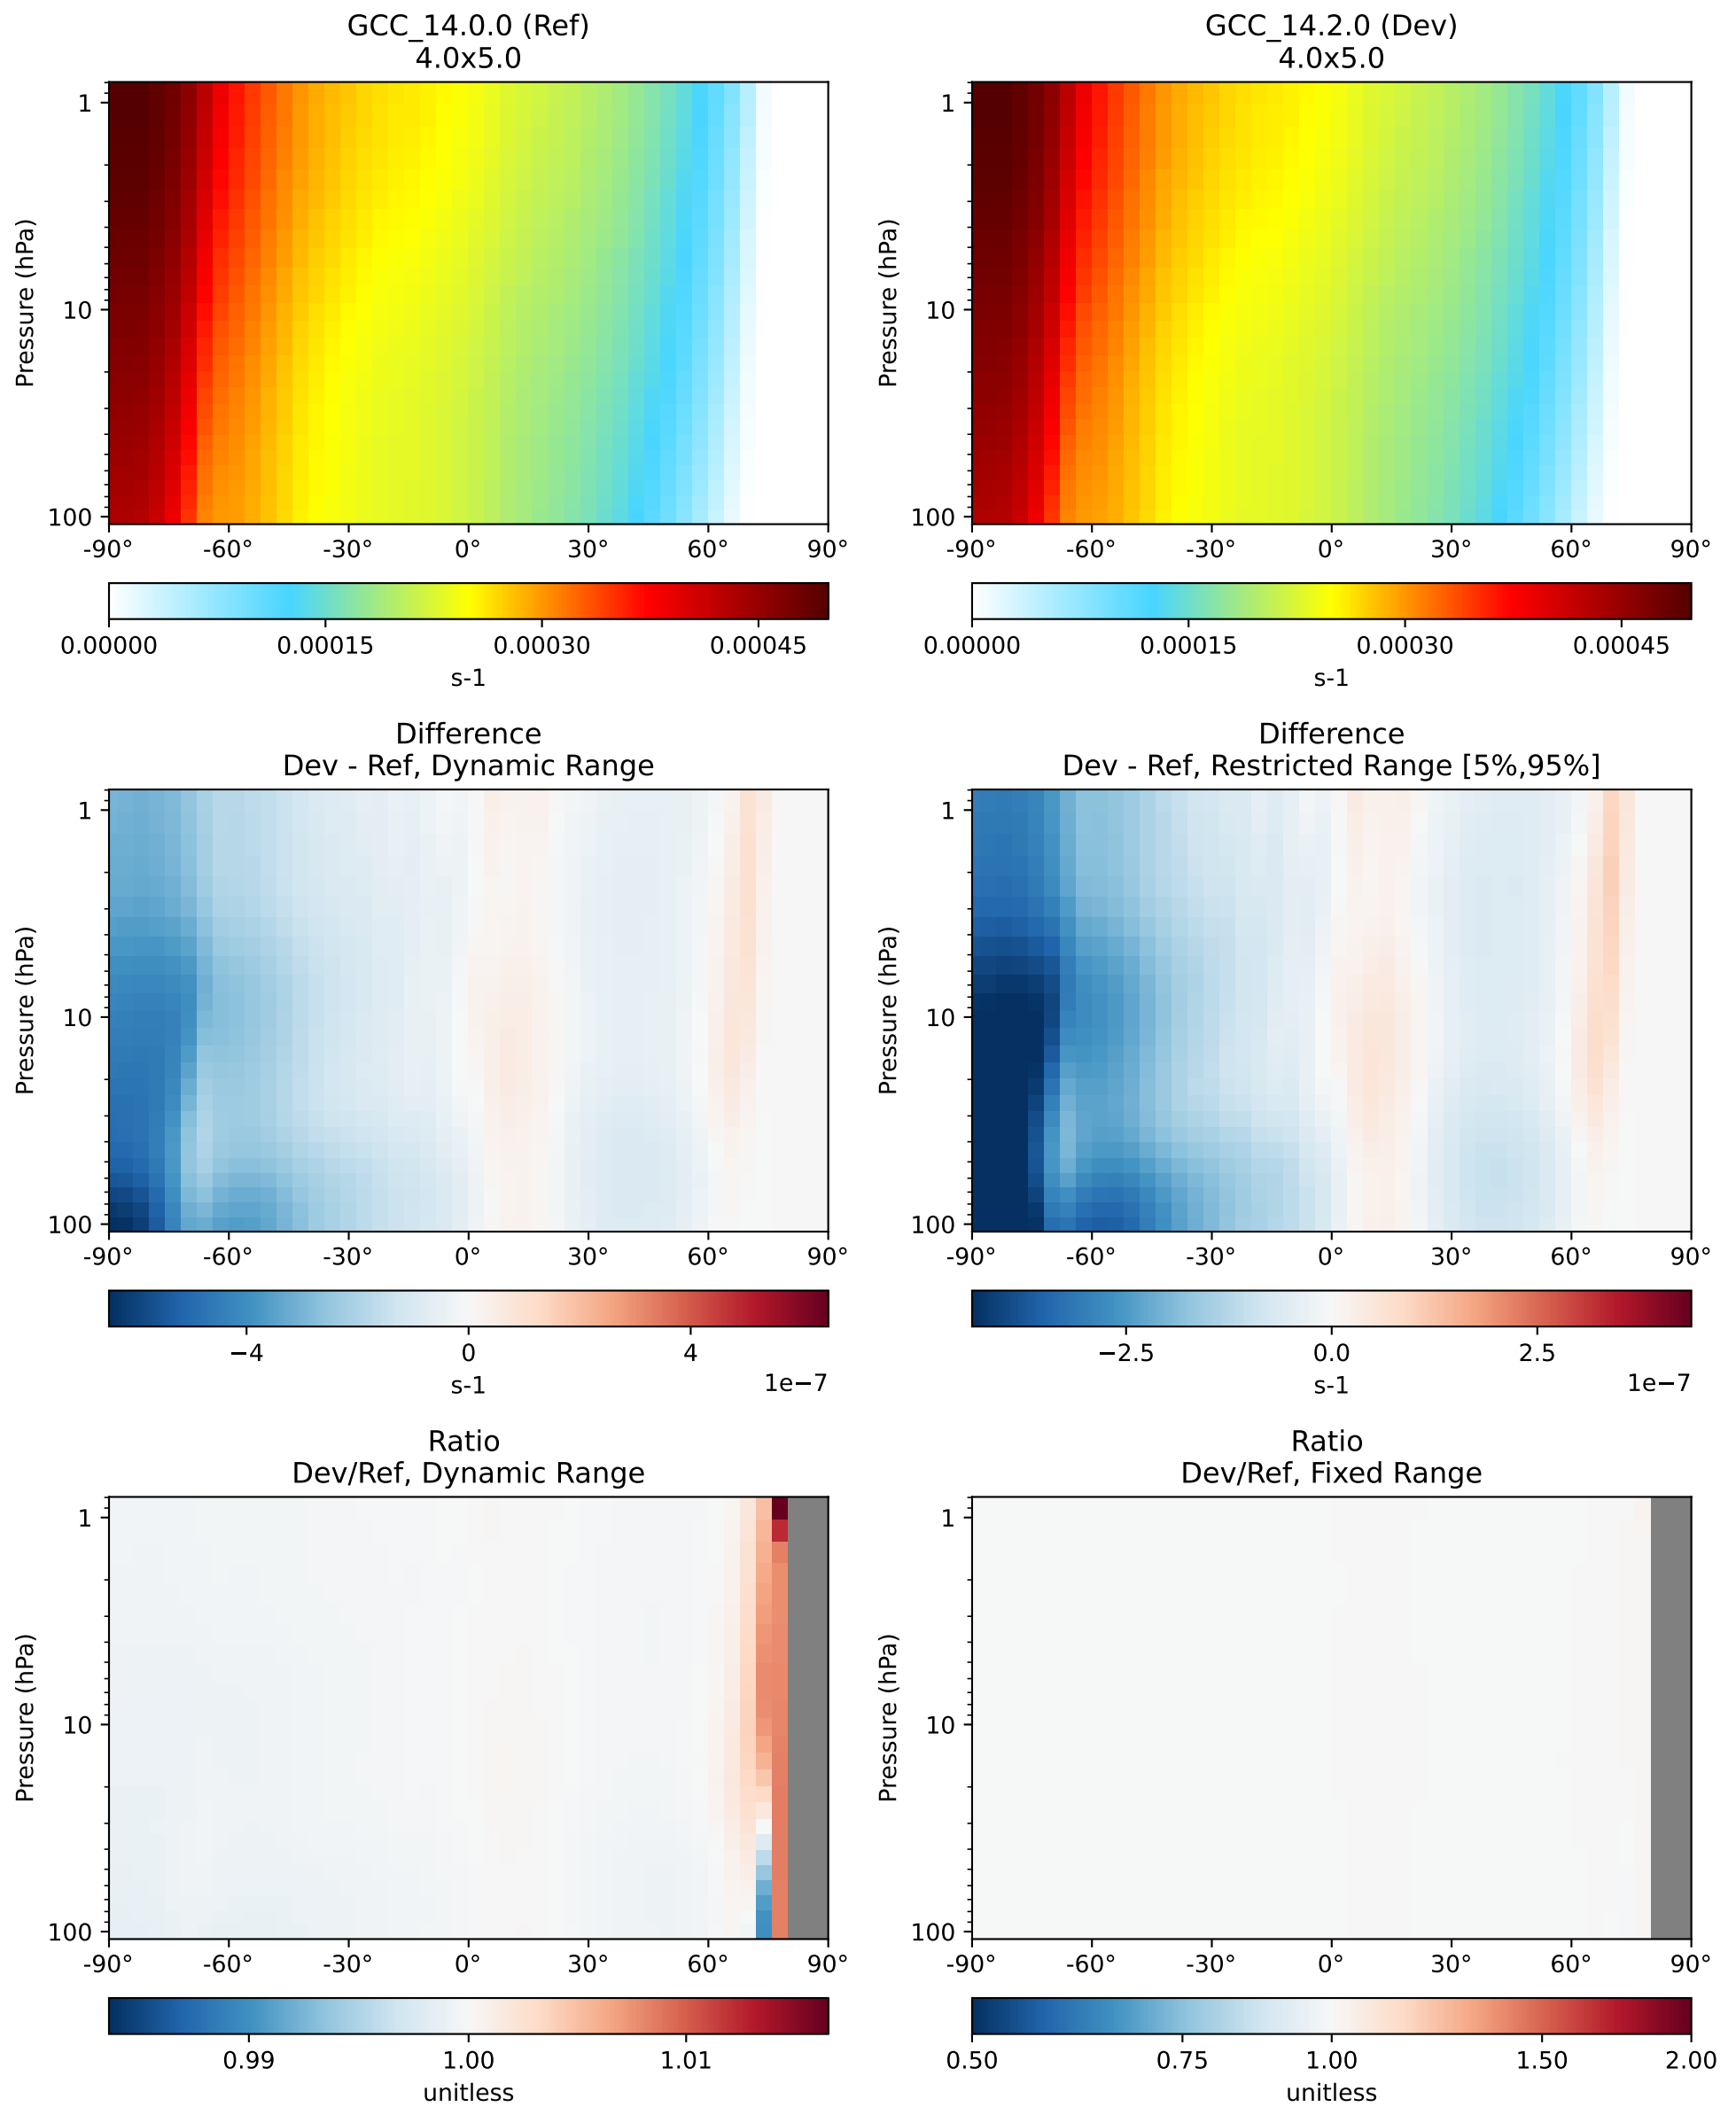 GCC_14.0.0 (Ref)
4.0x5.0
Pressure (hPa)
1
10
100
-90° -60° -30° 0° 30° 60° 90°
0.00000 0.00015 0.00030 0.00045
s-1
GCC_14.2.0 (Dev)
4.0x5.0
Pressure (hPa)
1
10
100
-90° -60° -30° 0° 30° 60° 90°
0.00000 0.00015 0.00030 0.00045
s-1
Difference
Dev - Ref, Dynamic Range
Pressure (hPa)
1
10
100
-90° -60° -30° 0° 30° 60° 90°
−4 0 4
1e−7
s-1
Difference
Dev - Ref, Restricted Range [5%,95%]
Pressure (hPa)
1
10
100
-90° -60° -30° 0° 30° 60° 90°
−2.5 0.0 2.5
1e−7
s-1
Ratio
Dev/Ref, Dynamic Range
Pressure (hPa)
1
10
100
-90° -60° -30° 0° 30° 60° 90°
0.99 1.00 1.01
unitless
Ratio
Dev/Ref, Fixed Range
Pressure (hPa)
1
10
100
-90° -60° -30° 0° 30° 60° 90°
0.50 0.75 1.00 1.50 2.00
unitless